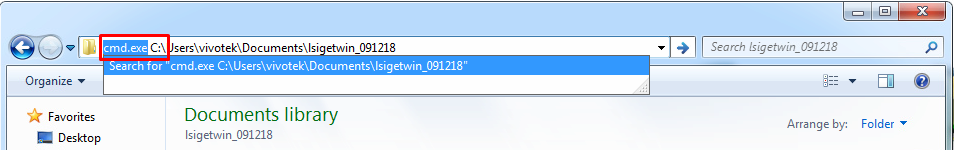 cmd.exe C:\Users\vivotek\Documents\lsigetwin_091218
Search lsigetwin_091218
Search for "cmd.exe C:\Users\vivotek\Documents\lsigetwin_091218"
Organize
Favorites
Desktop
Documents library
lsigetwin_091218
Arrange by: Folder